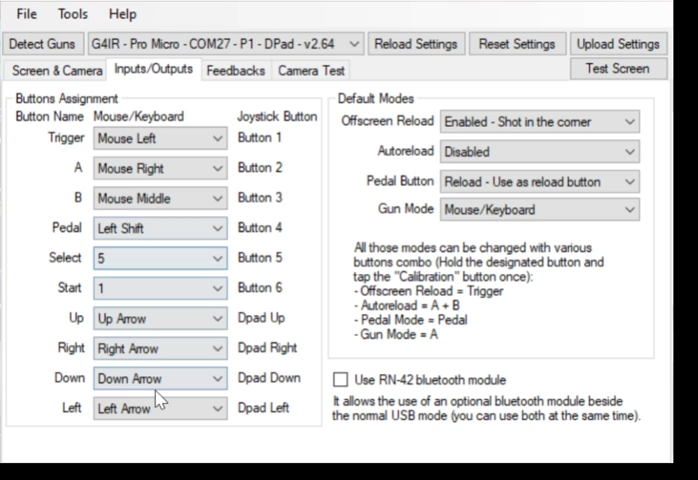 File Tools Help
Detect Guns G4IR - Pro Micro - COM27 - P1 - DPad - v2.64 Reload Settings Reset Settings Upload Settings
Screen & Camera Inputs/Outputs Feedbacks Camera Test Test Screen
Buttons Assignment
Button Name Mouse/Keyboard Joystick Button
Trigger Mouse Left Button 1
A Mouse Right Button 2
B Mouse Middle Button 3
Pedal Left Shift Button 4
Select 5 Button 5
Start 1 Button 6
Up Up Arrow Dpad Up
Right Right Arrow Dpad Right
Down Down Arrow Dpad Down
Left Left Arrow Dpad Left
Default Modes
Offscreen Reload Enabled - Shot in the corner
Autoreload Disabled
Pedal Button Reload - Use as reload button
Gun Mode Mouse/Keyboard
All those modes can be changed with various
buttons combo (Hold the designated button and
tap the "Calibration" button once):
- Offscreen Reload = Trigger
- Autoreload = A + B
- Pedal Mode = Pedal
- Gun Mode = A
Use RN-42 bluetooth module
It allows the use of an optional bluetooth module beside
the normal USB mode (you can use both at the same time).